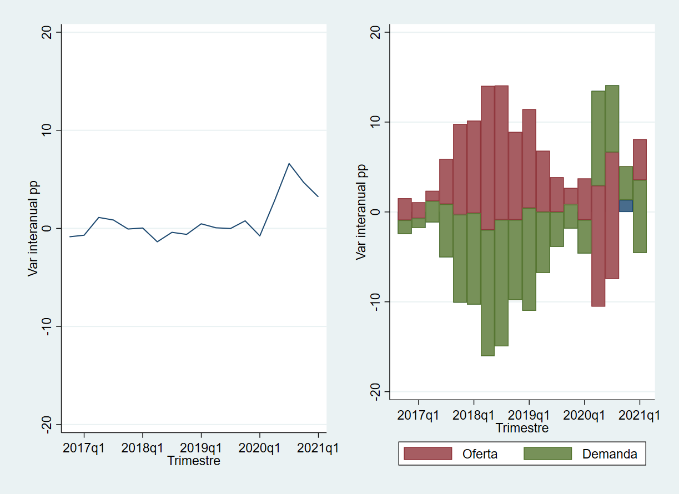 20
10
0
-10
-20
Var interanual pp
2017q1 2018q1 2019q1 2020q1 2021q1
Trimestre
20
10
0
-10
-20
Var interanual pp
2017q1 2018q1 2019q1 2020q1 2021q1
Trimestre
Oferta Demanda